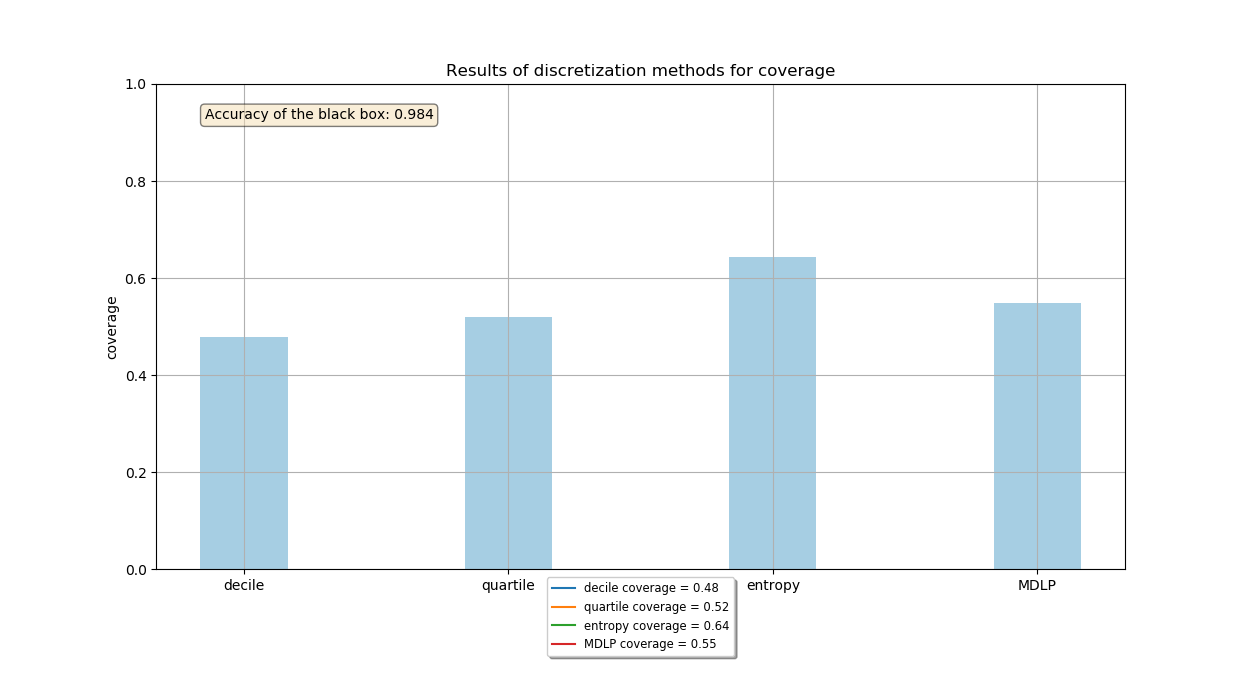 Results of discretization methods for coverage
1.0
Accuracy of the black box: 0.984
0.8
0.6
coverage
0.4
0.2
0.0
decile
quartile
entropy
MDLP
decile coverage = 0.48
quartile coverage = 0.52
entropy coverage = 0.64
MDLP coverage = 0.55